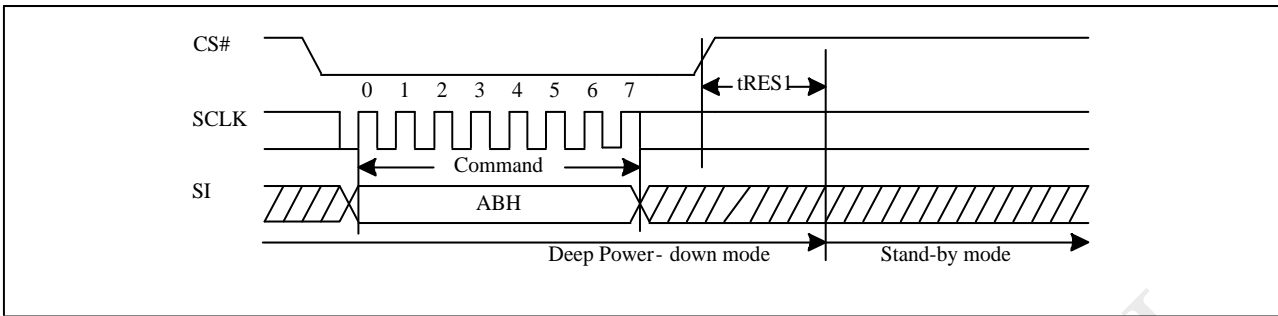 CS#
tRES1
0 1 2 3 4 5 6 7
SCLK
Command
SI
ABH
Deep Power- down mode Stand-by mode